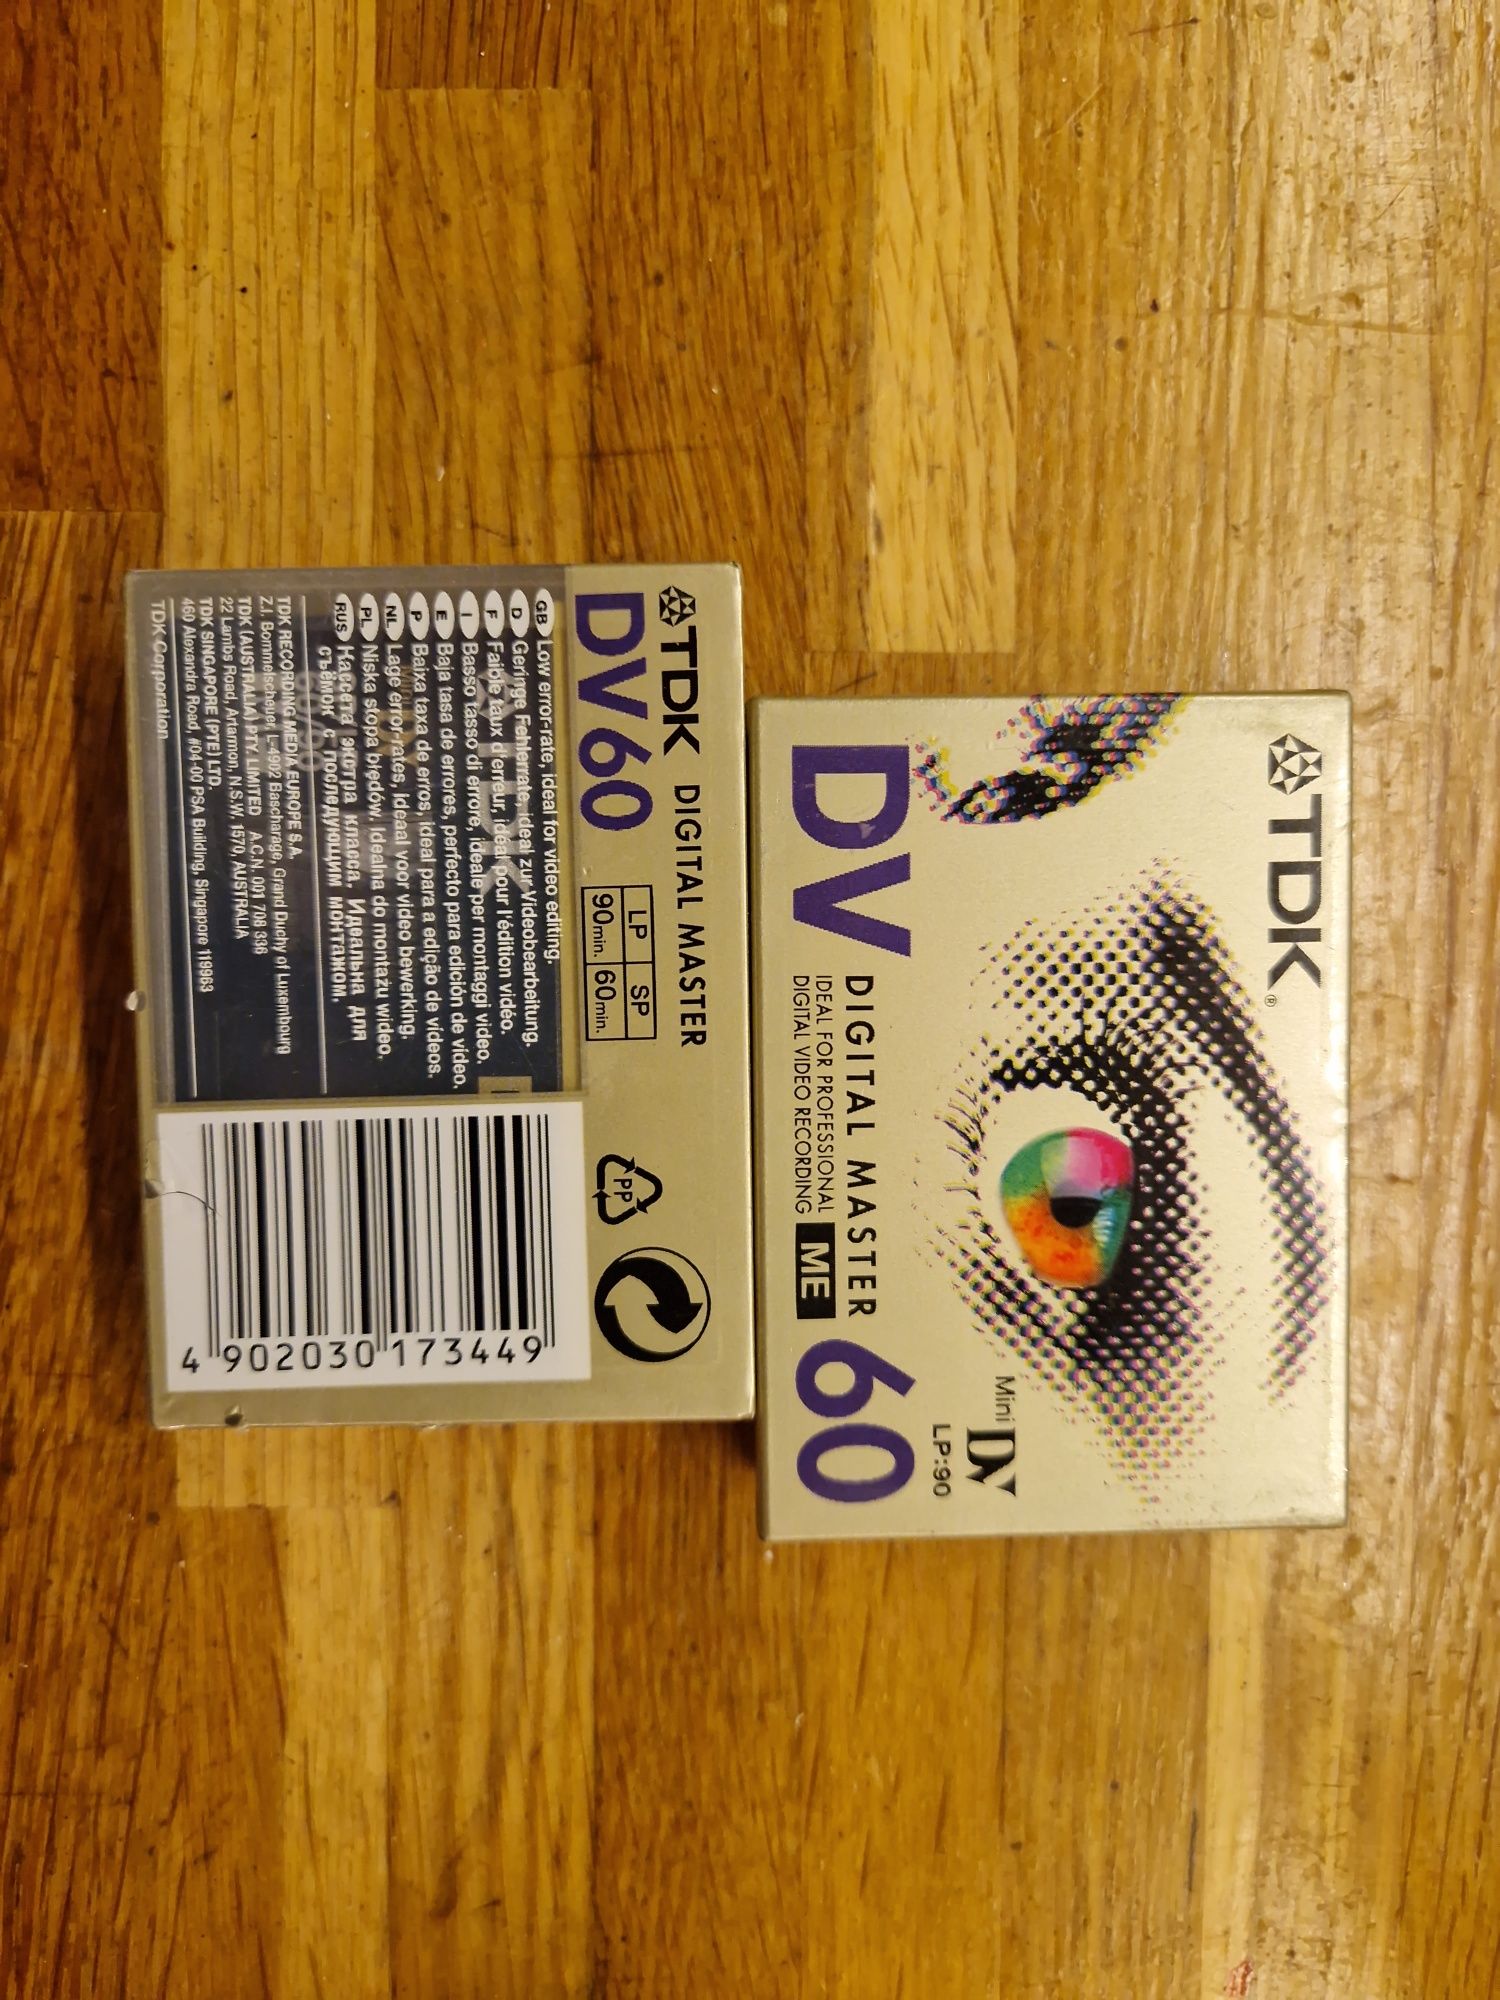 TDK®
Mini DV
LP:90
DV DIGITAL MASTER 60
IDEAL FOR PROFESSIONAL
DIGITAL VIDEO RECORDING
ME
TDK DIGITAL MASTER
DV60
LP SP
90min. 60min.
PP
GB Low error-rate, ideal for video editing.
D Geringe Fehlerrate, ideal zur Videobearbeitung.
F Faible taux d'erreur, idéal pour l'édition vidéo.
I Basso tasso di errore, ideale per montaggi video.
E Baja tasa de errores, perfecto para edición de vídeo.
P Baixa taxa de erros, ideal para a edição de vídeos.
NL Lage error-rates, ideaal voor video bewerking.
PL Niska stopa błędów. Idealna do montażu wideo.
RUS Кассета экстра класса. Идеальна для
съёмок с последующим монтажом.
TDK RECORDING MEDIA EUROPE S.A.
Z.I. Bommelscheuer, L-4902 Bascharage, Grand Duchy of Luxembourg
TDK (AUSTRALIA) PTY. LIMITED A.C.N. 001 708 336
22 Lambs Road, Artarmon, N.S.W. 1570, AUSTRALIA
TDK SINGAPORE (PTE) LTD.
460 Alexandra Road, #04-00 PSA Building, Singapore 119963
TDK Corporation
4 902030 173449